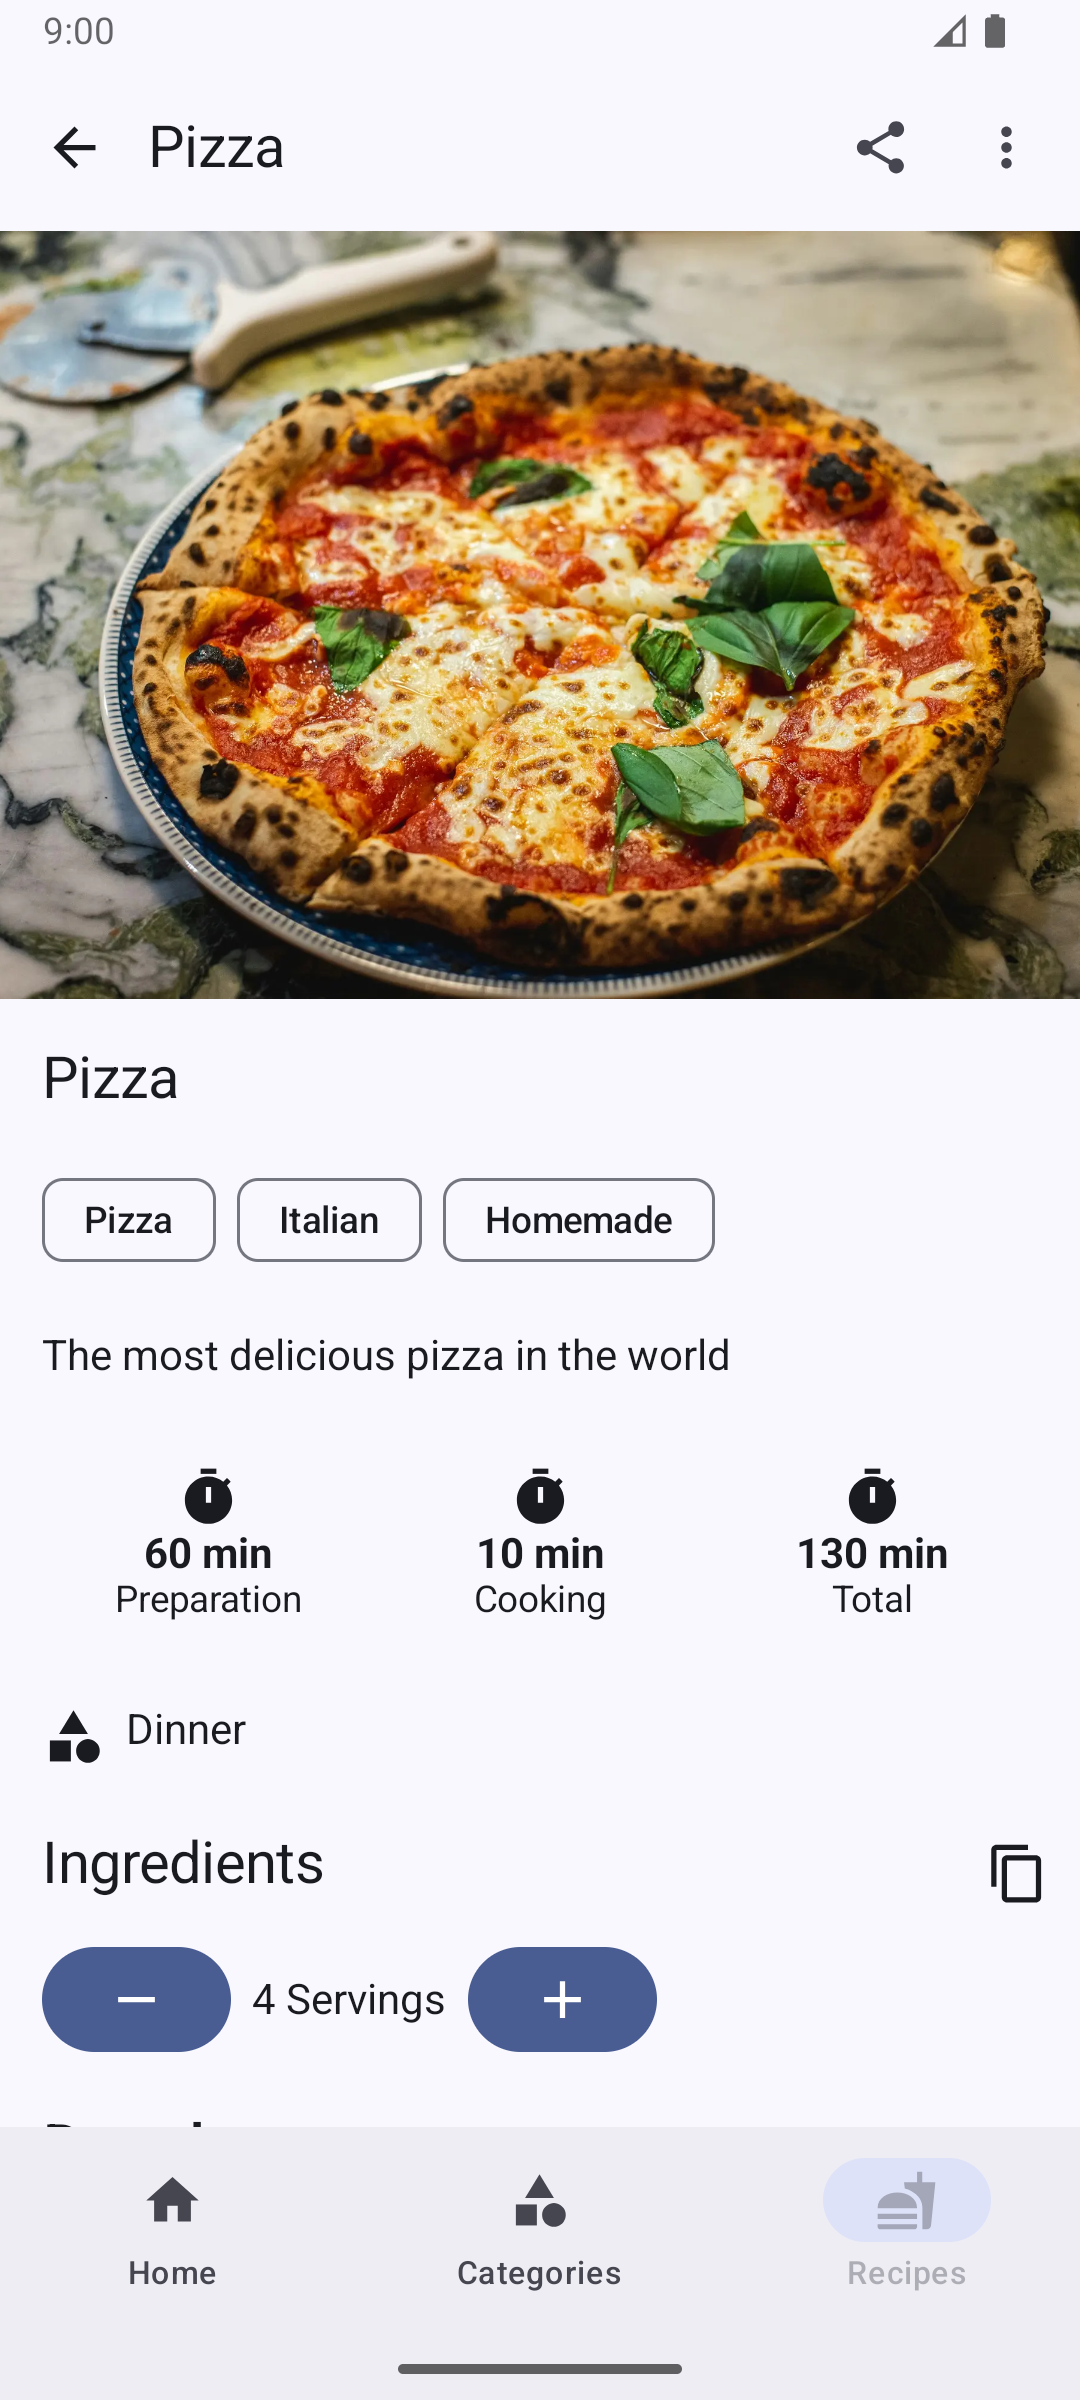 9:00
Pizza
Pizza
Pizza Italian Homemade
The most delicious pizza in the world
60 min 10 min 130 min
Preparation Cooking Total
Dinner
Ingredients
4 Servings
Home Categories Recipes